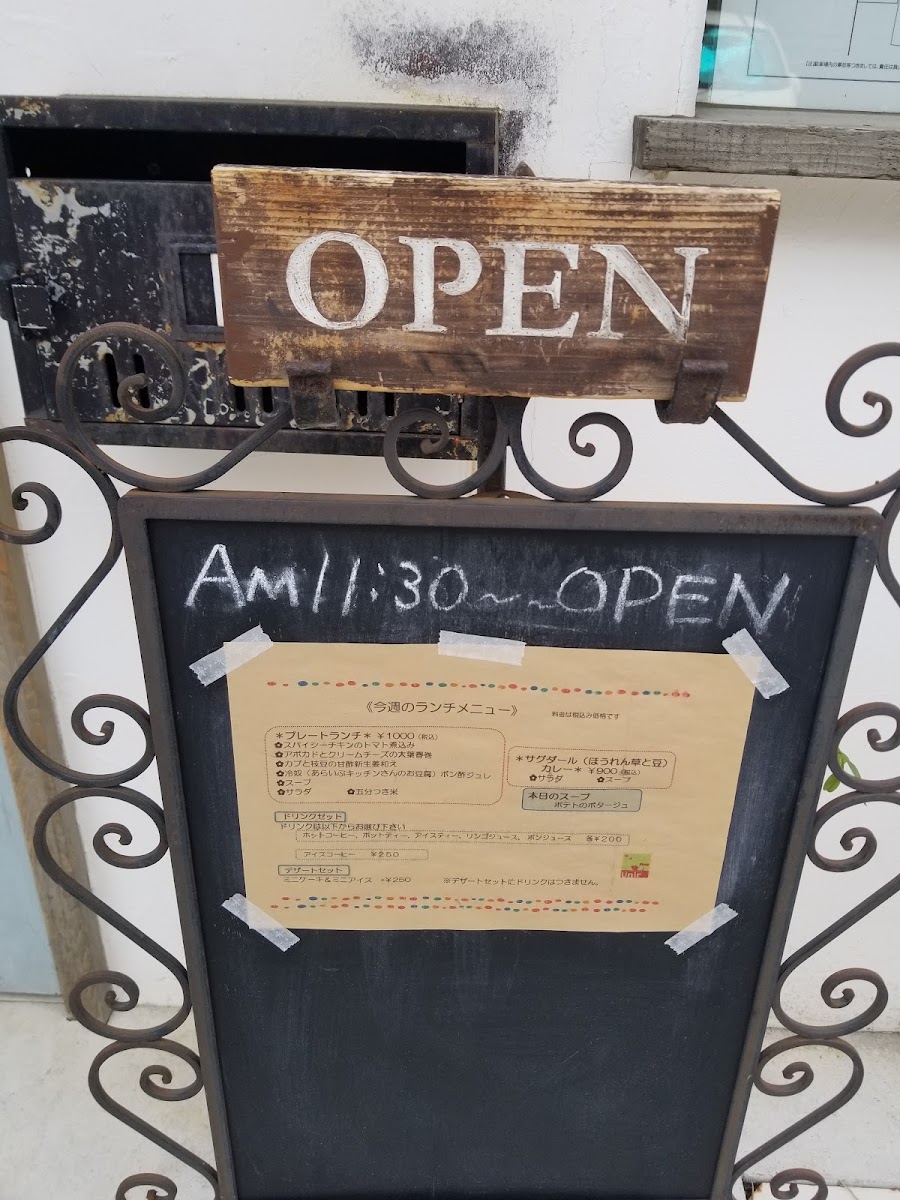 OPEN
AM 11:30〜 OPEN
《今週のランチメニュー》
料金は税込み価格です
＊プレートランチ＊ ￥1000（税込）
✿スパイシーチキンのトマト煮込み
✿アボカドとクリームチーズの大葉春巻
✿カブと枝豆の甘酢新生姜和え
✿冷奴（あらいぶキッチンさんのお豆腐）ポン酢ジュレ
✿スープ
✿サラダ ✿五分つき米
＊サグダール（ほうれん草と豆）
カレー＊ ￥900（税込）
✿サラダ ✿スープ
本日のスープ
ポテトのポタージュ
ドリンクセット
ドリンクは以下からお選び下さい
ホットコーヒー、ホットティー、アイスティー、リンゴジュース、ポンジュース 各￥200
アイスコーヒー ￥250
デザートセット
ミニケーキ＆ミニアイス +￥250 ※デザートセットにドリンクはつきません。